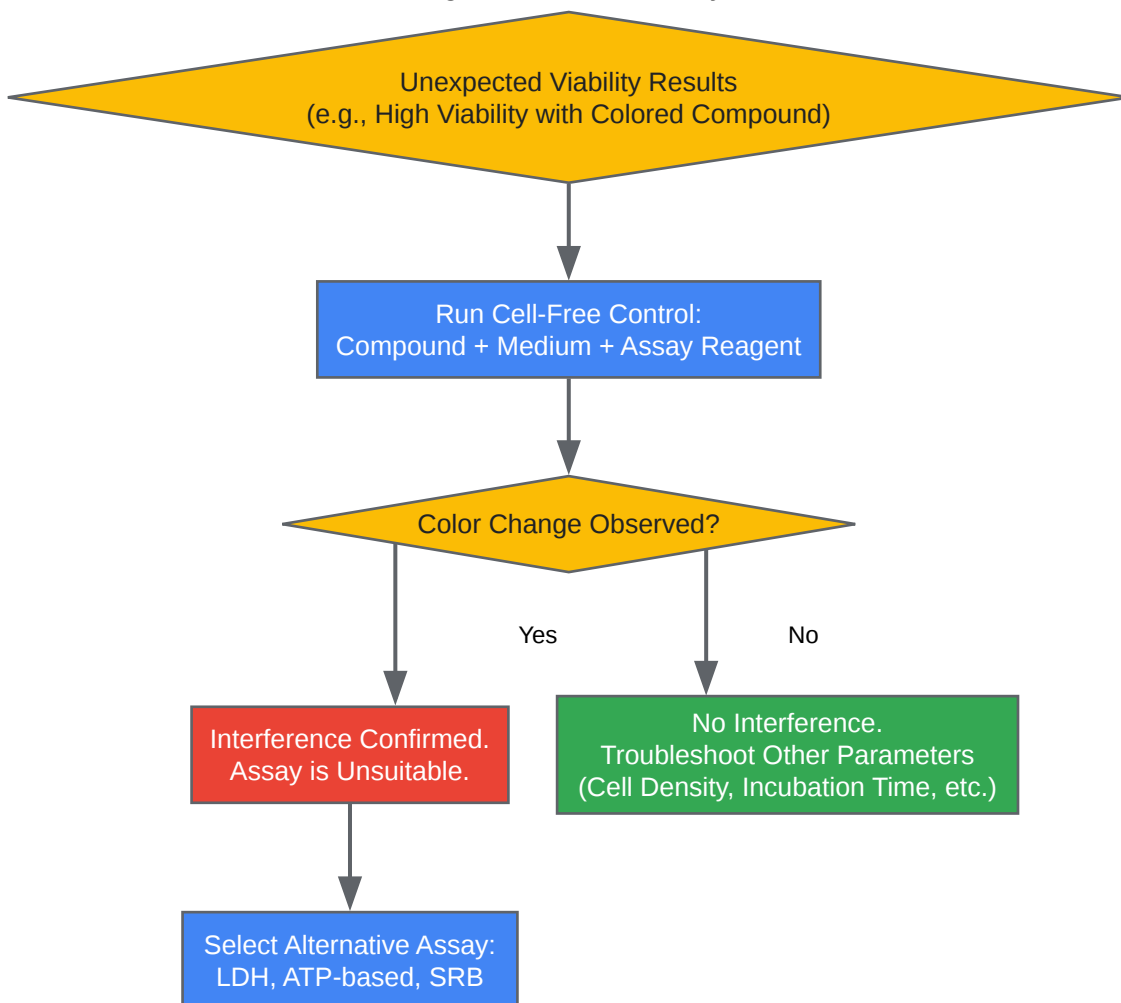 Unexpected Viability Results
(e.g., High Viability with Colored Compound)
Run Cell-Free Control:
Compound + Medium + Assay Reagent
Color Change Observed?
Yes
No
Interference Confirmed.
Assay is Unsuitable.
No Interference.
Troubleshoot Other Parameters
(Cell Density, Incubation Time, etc.)
Select Alternative Assay:
LDH, ATP-based, SRB